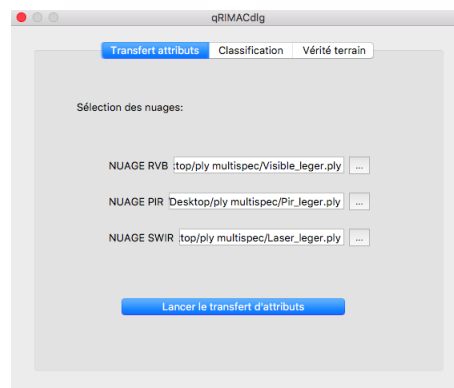 qRIMACdlg
Transfert attributs Classification Vérité terrain
Sélection des nuages:
NUAGE RVB :top/ply multispec/Visible_leger.ply ...
NUAGE PIR Desktop/ply multispec/Pir_leger.ply ...
NUAGE SWIR :top/ply multispec/Laser_leger.ply ...
Lancer le transfert d'attributs